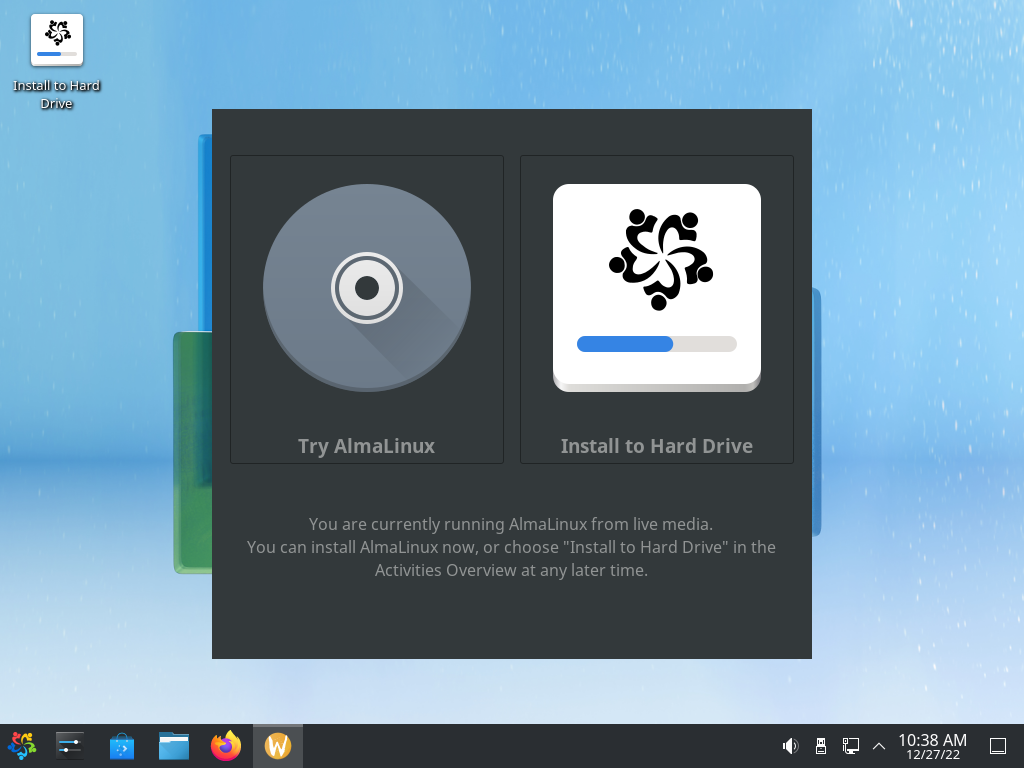 Install to Hard
Drive
Try AlmaLinux
Install to Hard Drive
You are currently running AlmaLinux from live media.
You can install AlmaLinux now, or choose "Install to Hard Drive" in the
Activities Overview at any later time.
W
10:38 AM
12/27/22